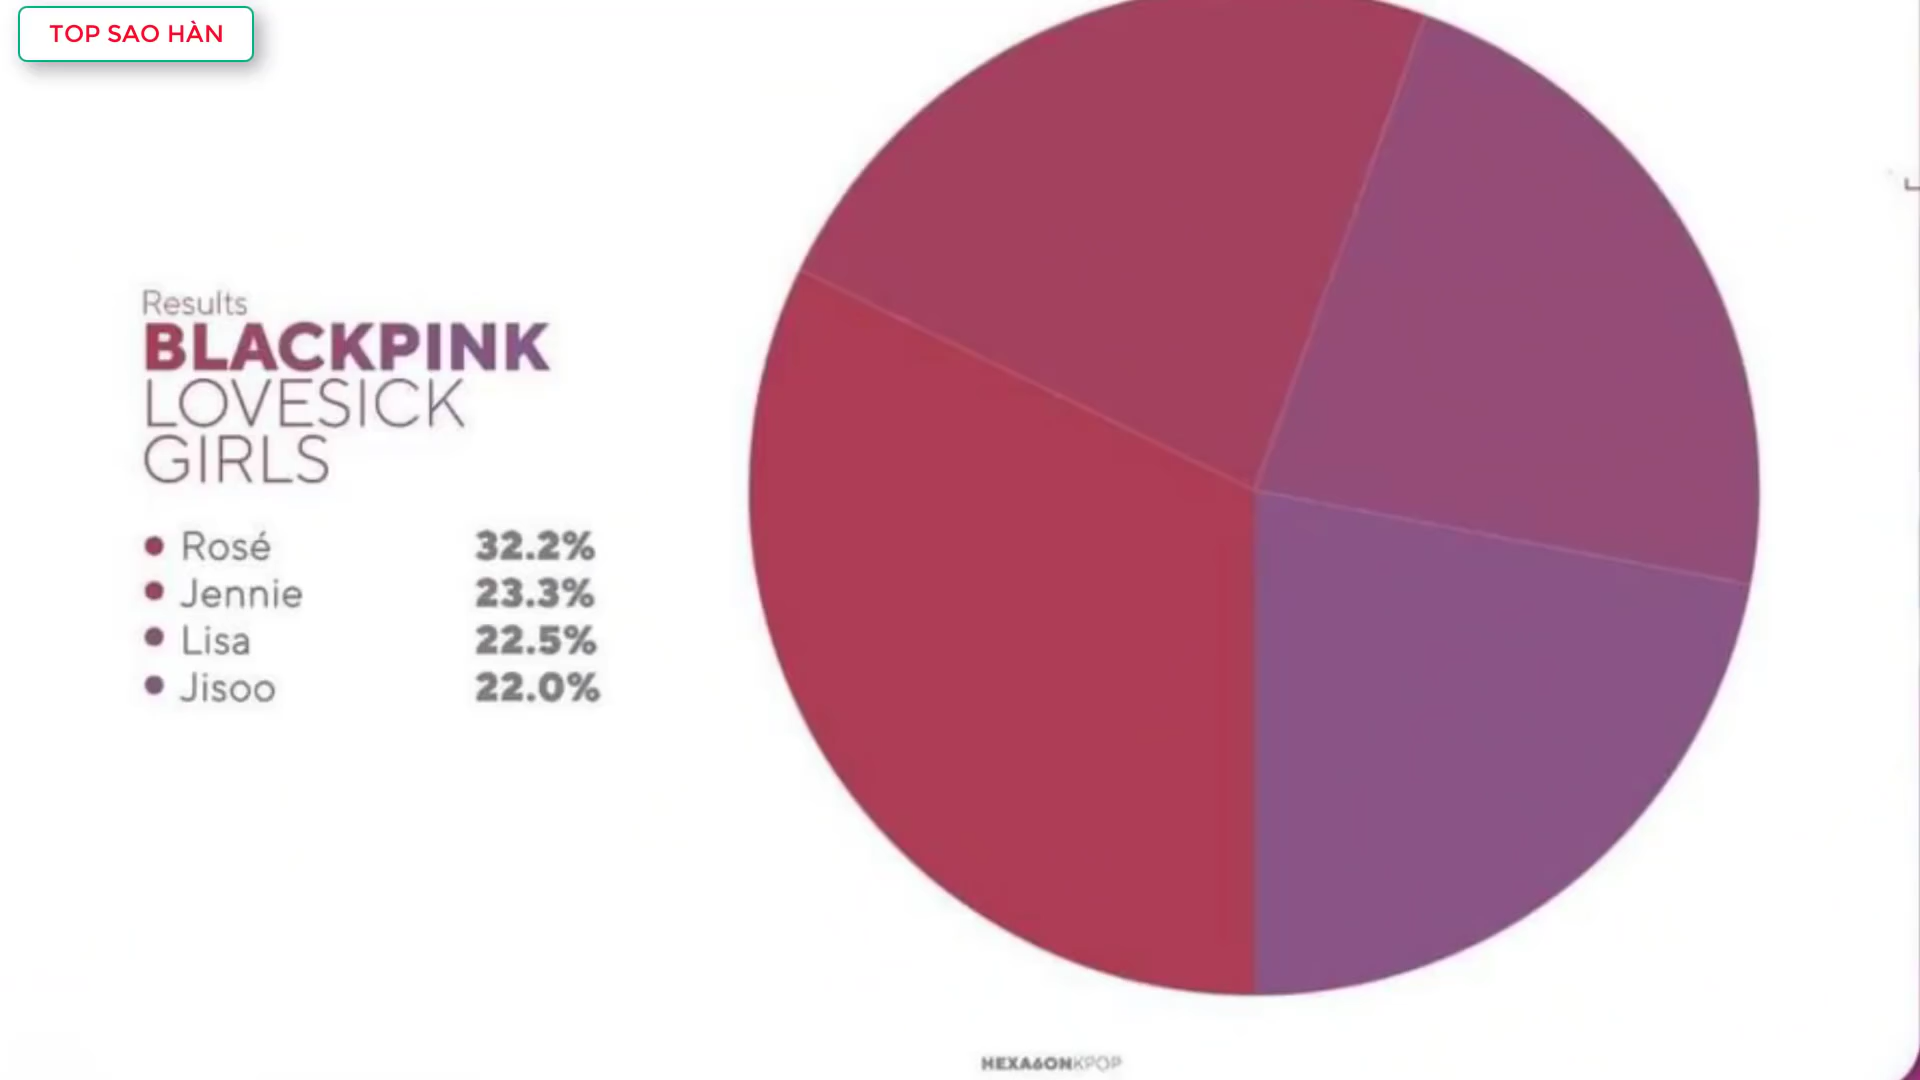 TOP SAO HÀN
Results
BLACKPINK
LOVESICK
GIRLS
Rosé 32.2%
Jennie 23.3%
Lisa 22.5%
Jisoo 22.0%
HEXA6ONKPOP